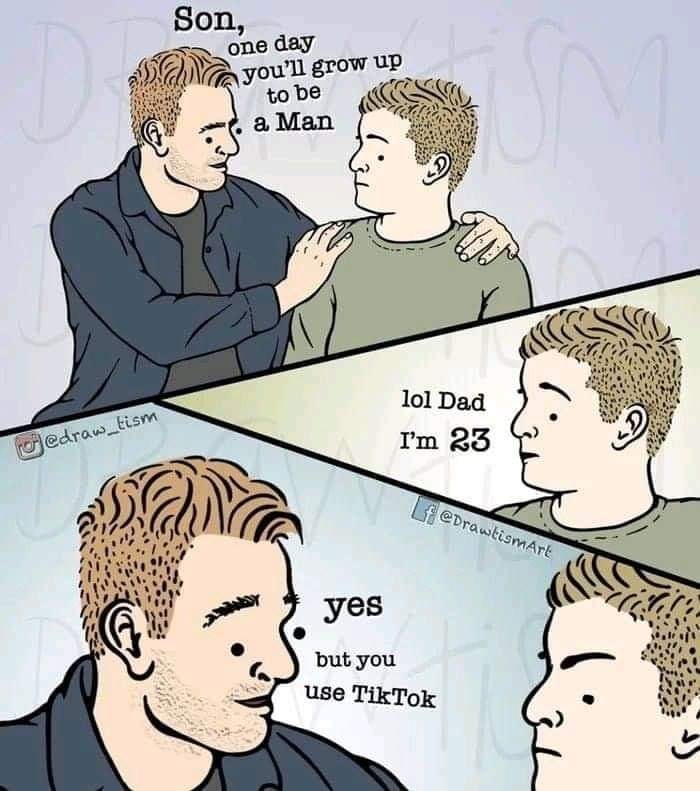 Son,
one day
you'll grow up
to be
a Man
lol Dad
I'm 23
@draw_tism
f @DrawtismArt
yes
but you
use TikTok